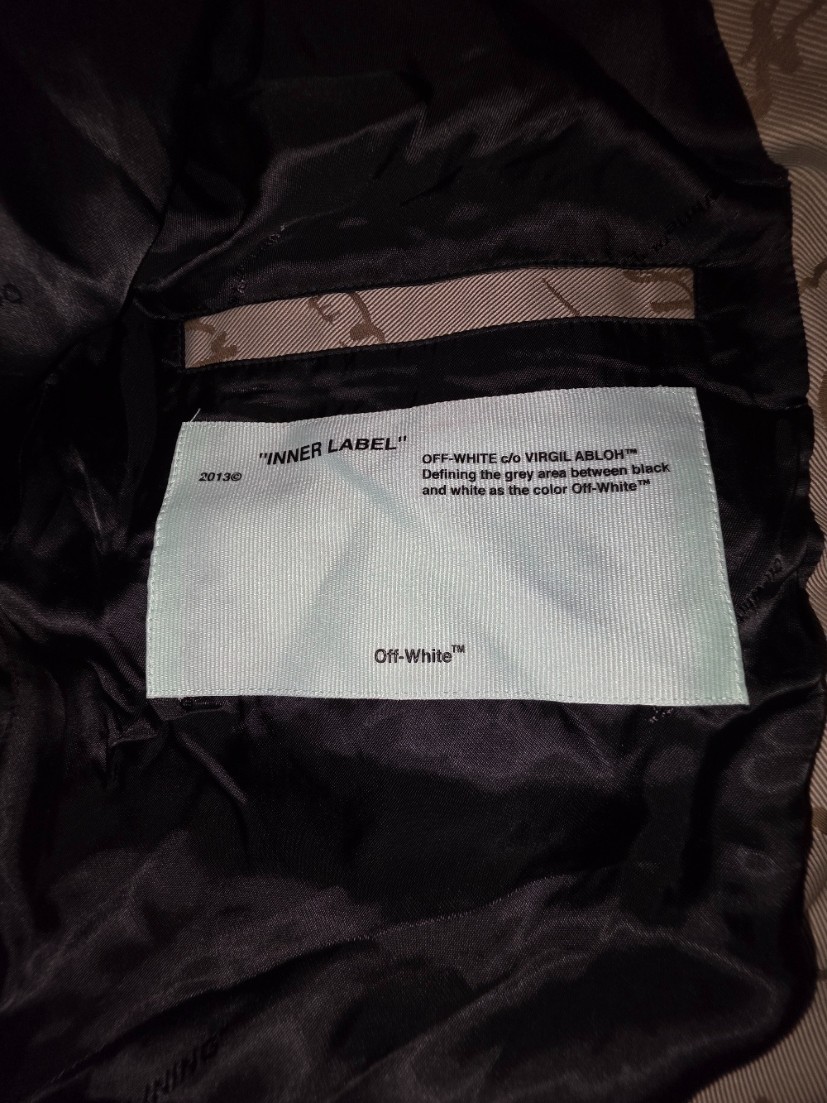 "INNER LABEL"
2013©
OFF-WHITE c/o VIRGIL ABLOH™
Defining the grey area between black
and white as the color Off-White™
Off-White™